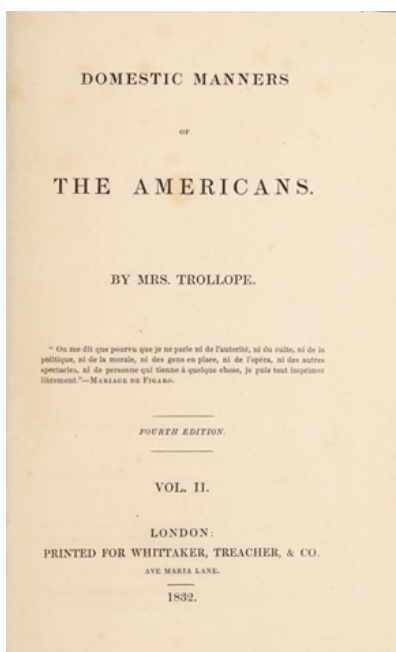 DOMESTIC MANNERS
OF
THE AMERICANS.
BY MRS. TROLLOPE.
" On me dit que pourvu que je ne parle ni de l'autorité, ni du culte, ni de la
politique, ni de la morale, ni des gens en place, ni de l'opéra, ni des autres
spectacles, ni de personne qui tienne à quelque chose, je puis tout imprimer
librement."—MARIAGE DE FIGARO.
FOURTH EDITION.
VOL. II.
LONDON:
PRINTED FOR WHITTAKER, TREACHER, & CO.
AVE MARIA LANE.
1832.